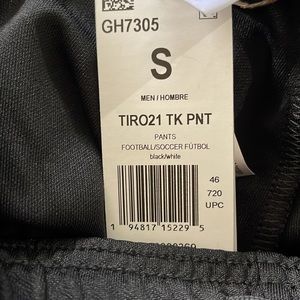 GH7305
S
MEN / HOMBRE
TIRO21 TK PNT
PANTS
FOOTBALL/SOCCER FÚTBOL
black/white
46
720
UPC
1 94817 15229 5